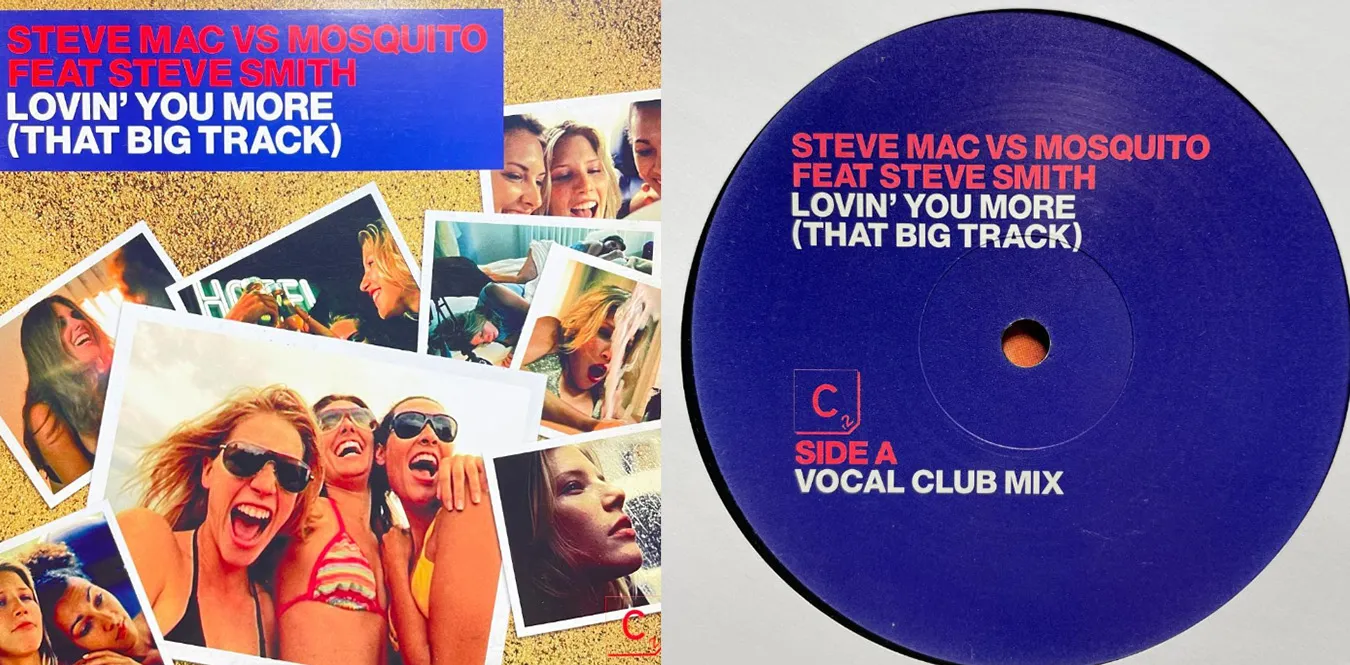 STEVE MAC VS MOSQUITO
FEAT STEVE SMITH
LOVIN' YOU MORE
(THAT BIG TRACK)
HOTEL
C2
STEVE MAC VS MOSQUITO
FEAT STEVE SMITH
LOVIN' YOU MORE
(THAT BIG TRACK)
C2
SIDE A
VOCAL CLUB MIX